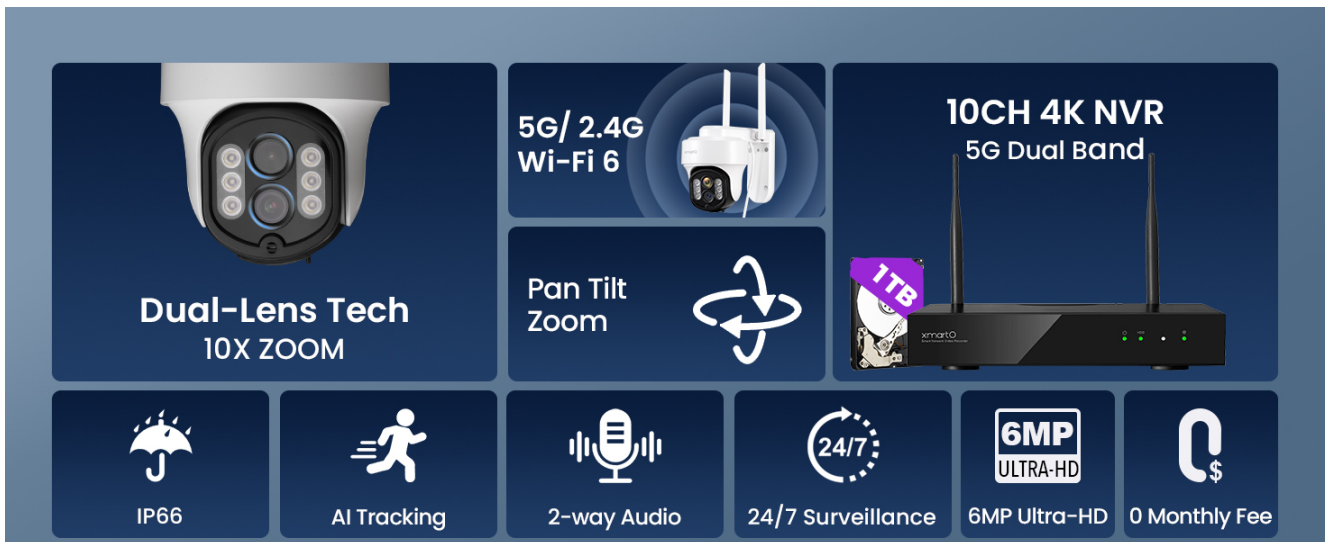 Dual-Lens Tech
10X ZOOM
5G/ 2.4G
Wi-Fi 6
xmartO
Pan Tilt
Zoom
10CH 4K NVR
5G Dual Band
1TB
xmartO
IP66
AI Tracking
2-way Audio
24/7
24/7 Surveillance
6MP
ULTRA-HD
6MP Ultra-HD
$
0 Monthly Fee